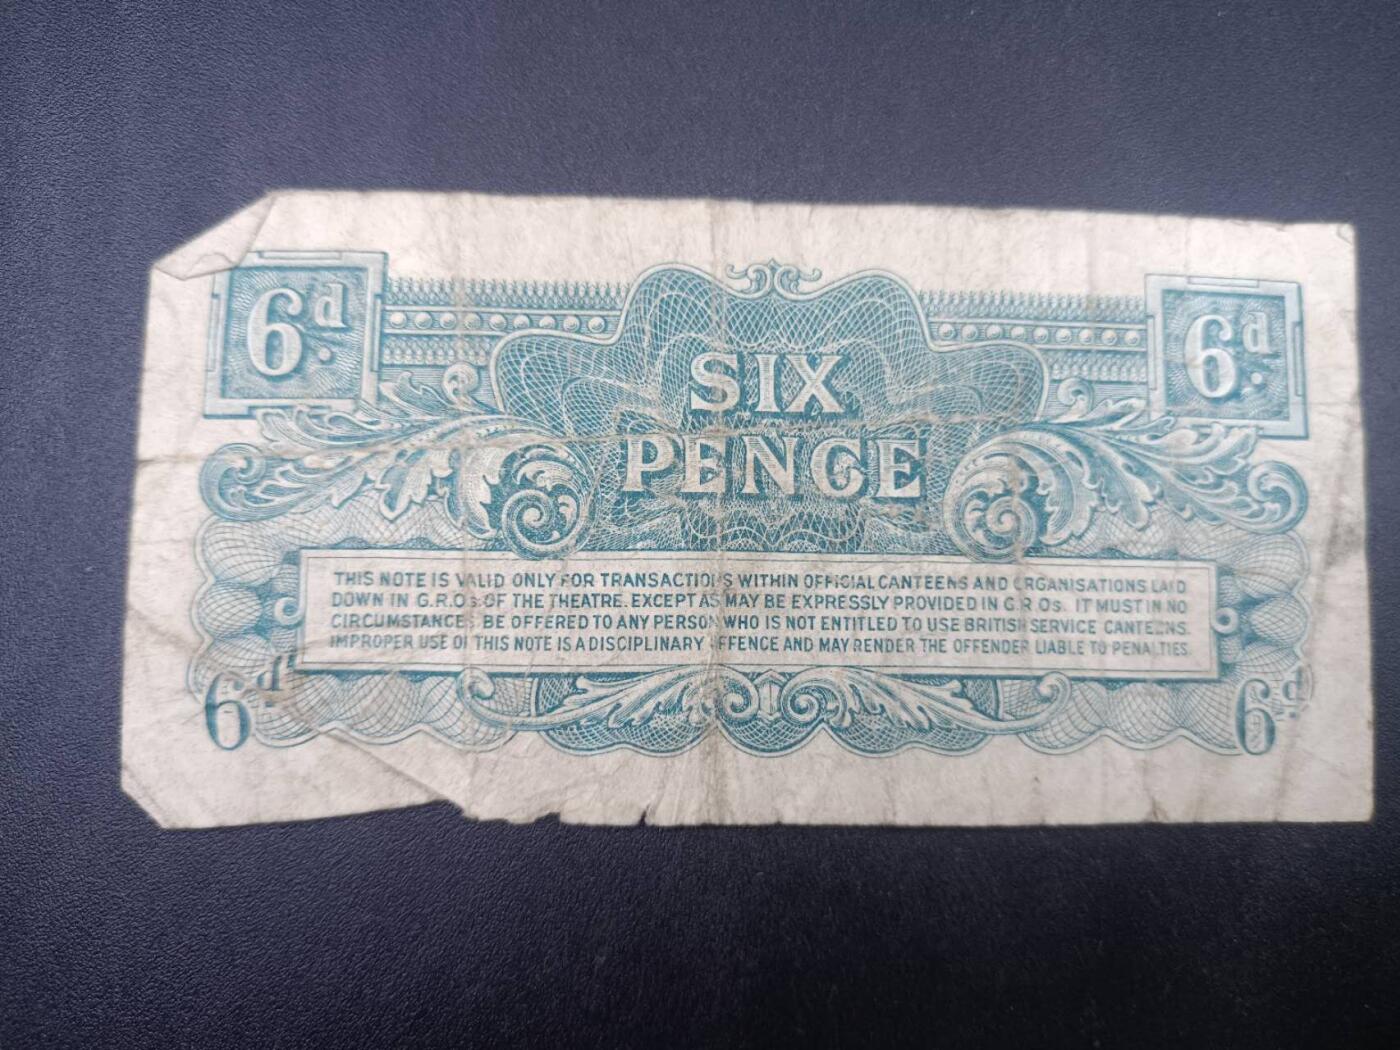 6d.
6d.
SIX
PENCE
THIS NOTE IS VALID ONLY FOR TRANSACTIONS WITHIN OFFICIAL CANTEENS AND ORGANISATIONS LAID
DOWN IN G.R.Os. OF THE THEATRE. EXCEPT AS MAY BE EXPRESSLY PROVIDED IN G.R.Os. IT MUST IN NO
CIRCUMSTANCES BE OFFERED TO ANY PERSON WHO IS NOT ENTITLED TO USE BRITISH SERVICE CANTEENS.
IMPROPER USE OF THIS NOTE IS A DISCIPLINARY OFFENCE AND MAY RENDER THE OFFENDER LIABLE TO PENALTIES.
6d.
6d.